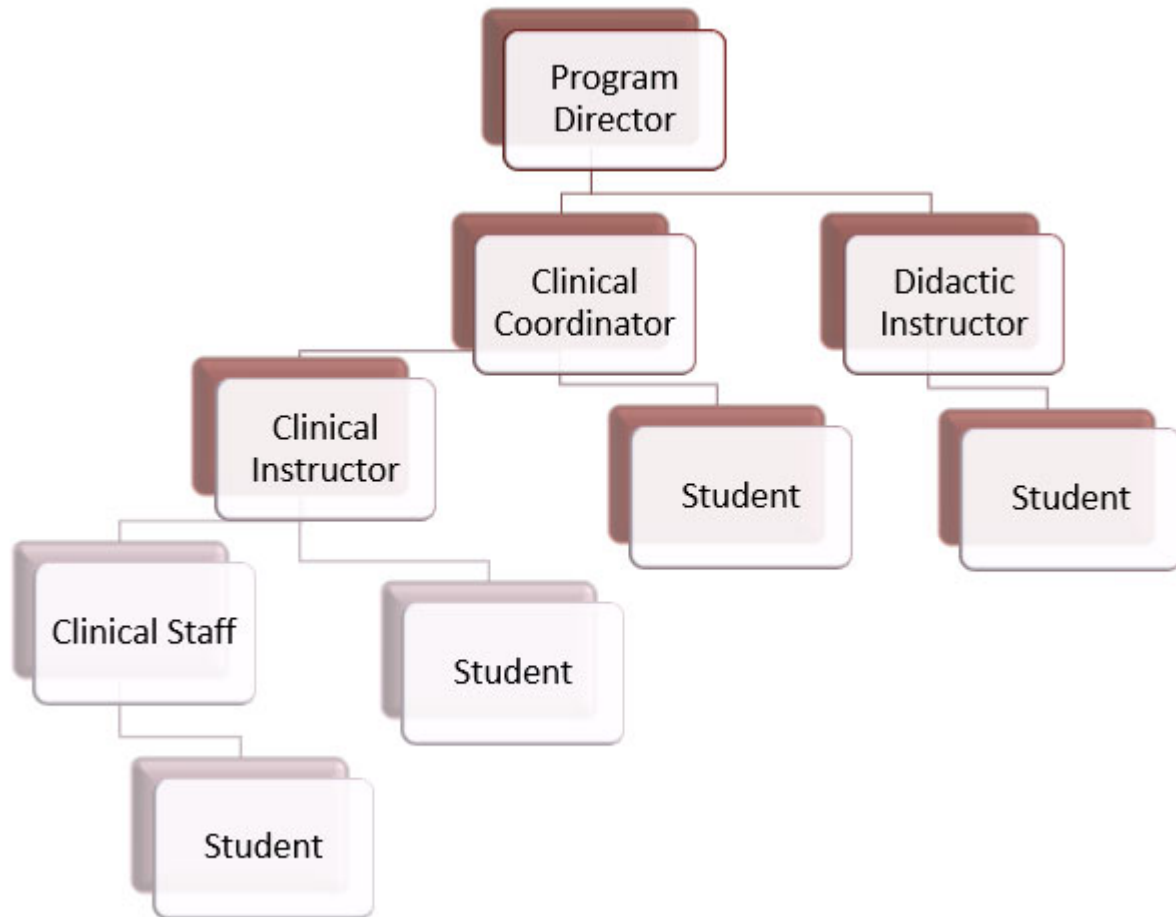 Program
Director
Clinical
Coordinator
Didactic
Instructor
Clinical
Instructor
Student
Student
Clinical Staff
Student
Student